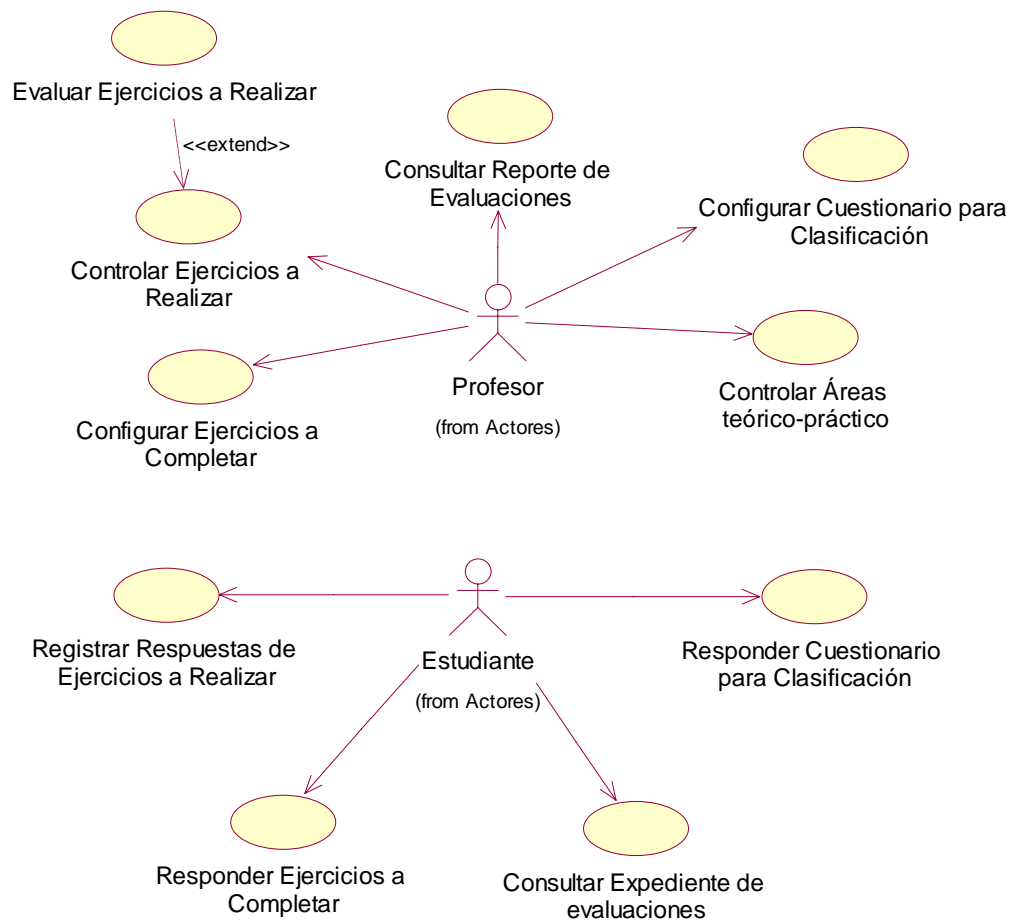 Evaluar Ejercicios a Realizar
<<extend>>
Consultar Reporte de
Evaluaciones
Configurar Cuestionario para
Clasificación
Controlar Ejercicios a
Realizar
Profesor
(from Actores)
Controlar Áreas
teórico-práctico
Configurar Ejercicios a
Completar
Registrar Respuestas de
Ejercicios a Realizar
Estudiante
(from Actores)
Responder Cuestionario
para Clasificación
Responder Ejercicios a
Completar
Consultar Expediente de
evaluaciones